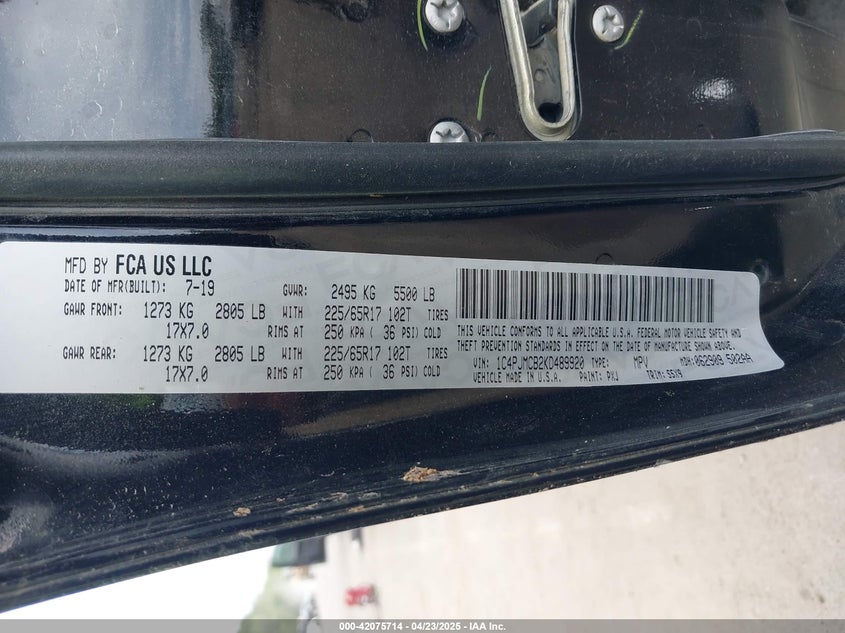 MFD BY FCA US LLC
DATE OF MFR(BUILT): 7-19 GVWR: 2495 KG 5500 LB
GAWR FRONT: 1273 KG 2805 LB WITH 225/65R17 102T TIRES
17X7.0 RIMS AT 250 KPA ( 36 PSI) COLD
GAWR REAR: 1273 KG 2805 LB WITH 225/65R17 102T TIRES
17X7.0 RIMS AT 250 KPA ( 36 PSI) COLD
THIS VEHICLE CONFORMS TO ALL APPLICABLE U.S.A. FEDERAL MOTOR VEHICLE SAFETY AND
THEFT PREVENTION STANDARDS IN EFFECT ON THE DATE OF MANUFACTURE SHOWN ABOVE.
VIN: 1C4PJMCB2KD489920 TYPE: MPV MDH: 062909 502AA
VEHICLE MADE IN U.S.A. PAINT: PXJ TRIM: S5X9
000-42075714 - 04/23/2025 - IAA Inc.